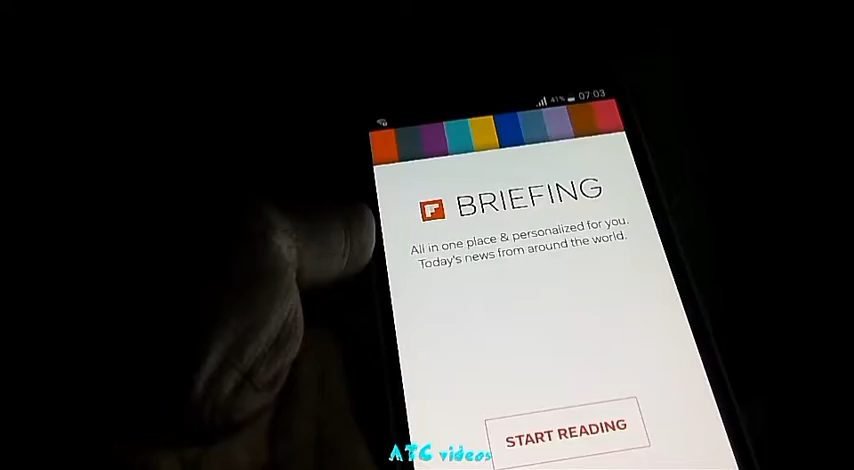 41% 07:03
BRIEFING
All in one place & personalized for you.
Today's news from around the world.
START READING
ATC videos